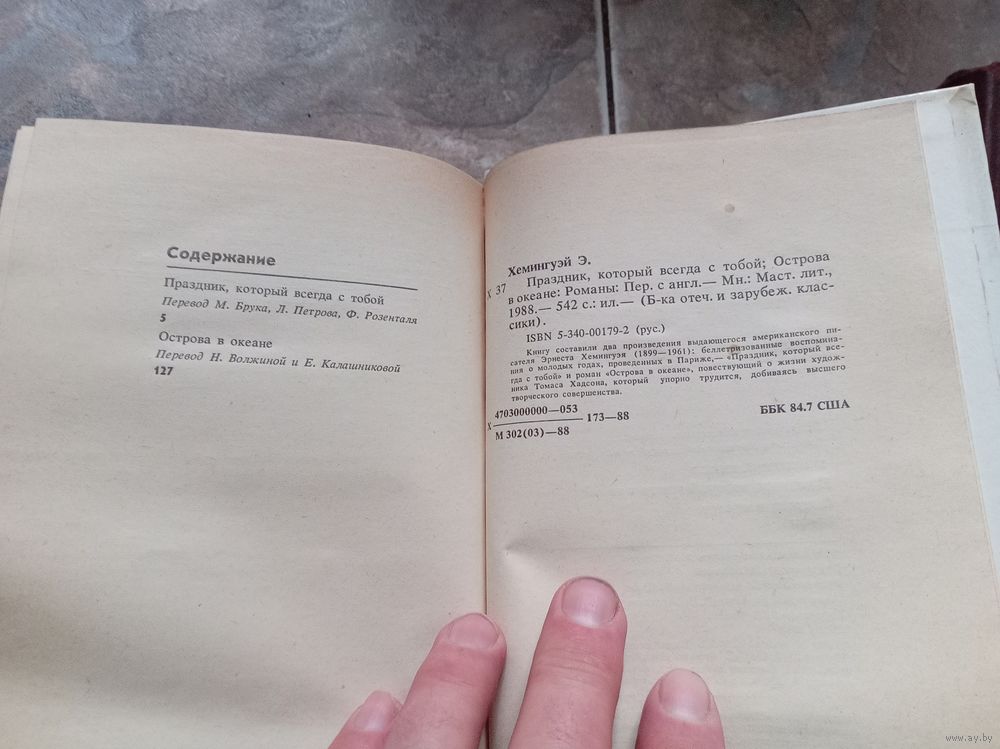 Содержание
Праздник, который всегда с тобой
Перевод М. Брука, Л. Петрова, Ф. Розенталя
5
Острова в океане
Перевод Н. Волжиной и Е. Калашниковой
127
Хемингуэй Э.
Х 37 Праздник, который всегда с тобой; Острова
в океане: Романы: Пер. с англ.— Мн.: Маст. лит.,
1988.— 542 с.: ил.— (Б-ка отеч. и зарубеж. клас-
сики).
ISBN 5-340-00179-2 (рус.)
Книгу составили два произведения выдающегося американского пи-
сателя Эрнеста Хемингуэя (1899—1961): беллетризованные воспомина-
ния о молодых годах, проведенных в Париже,— «Праздник, который все-
гда с тобой» и роман «Острова в океане», повествующий о жизни худож-
ника Томаса Хадсона, который упорно трудится, добиваясь высшего
творческого совершенства.
Х 4703000000—053 173—88
М 302(03)—88
ББК 84.7 США
www.ay.by